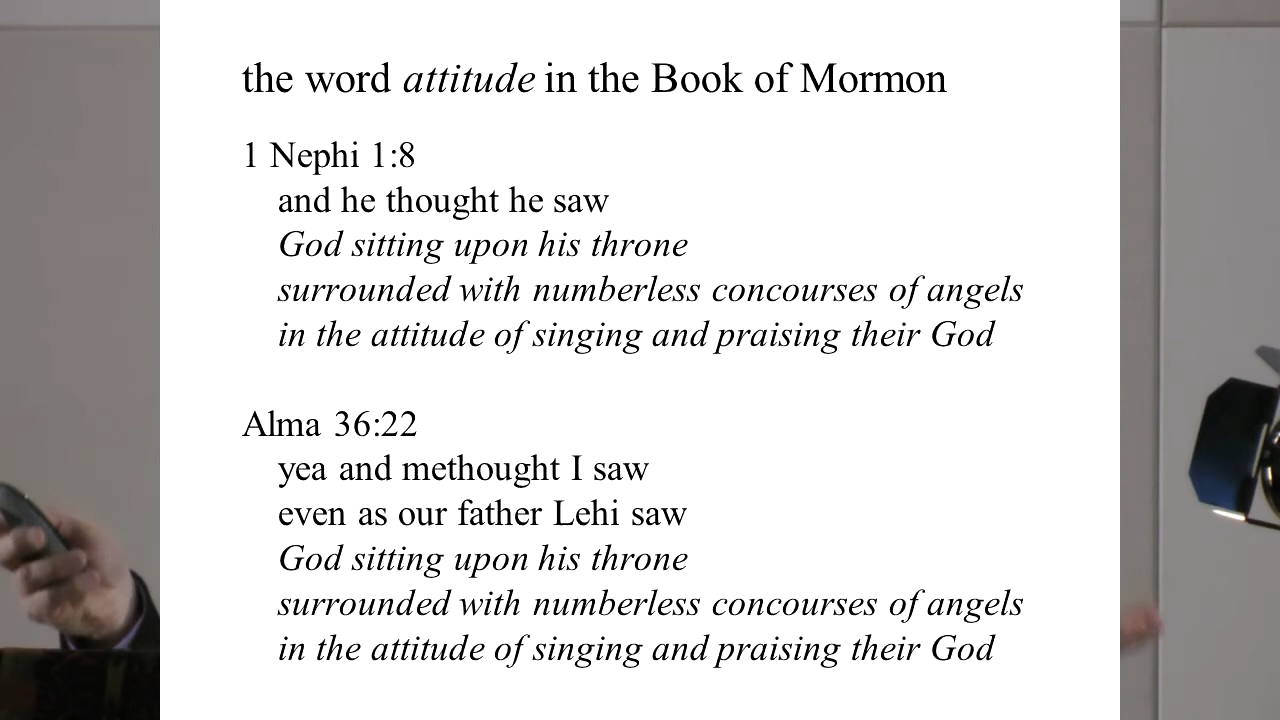 the word attitude in the Book of Mormon
1 Nephi 1:8
and he thought he saw
God sitting upon his throne
surrounded with numberless concourses of angels
in the attitude of singing and praising their God
Alma 36:22
yea and methought I saw
even as our father Lehi saw
God sitting upon his throne
surrounded with numberless concourses of angels
in the attitude of singing and praising their God